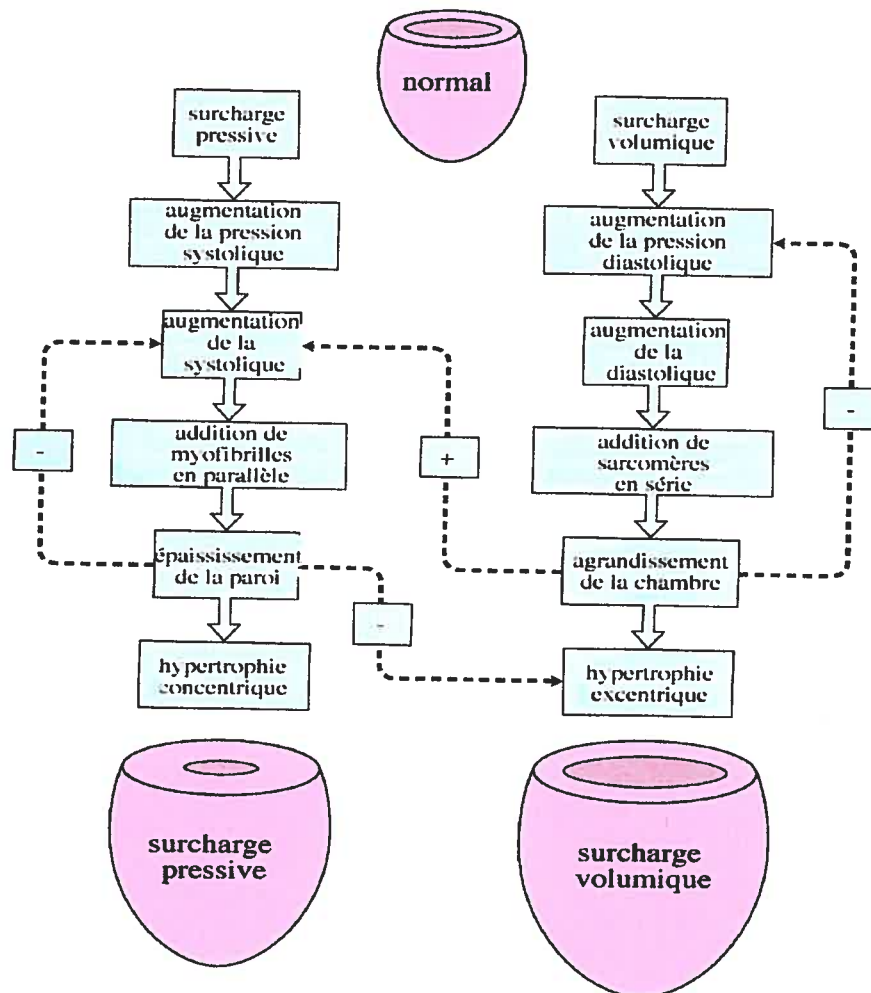 normal
surcharge
pressive
augmentation
de la pression
systolique
augmentation
de la
systolique
addition de
myofibrilles
en parallèle
épaississement
de la paroi
hypertrophie
concentrique
-
+
-
surcharge
volumique
augmentation
de la pression
diastolique
augmentation
de la
diastolique
addition de
sarcomères
en série
agrandissement
de la chambre
hypertrophie
excentrique
-
surcharge
pressive
surcharge
volumique